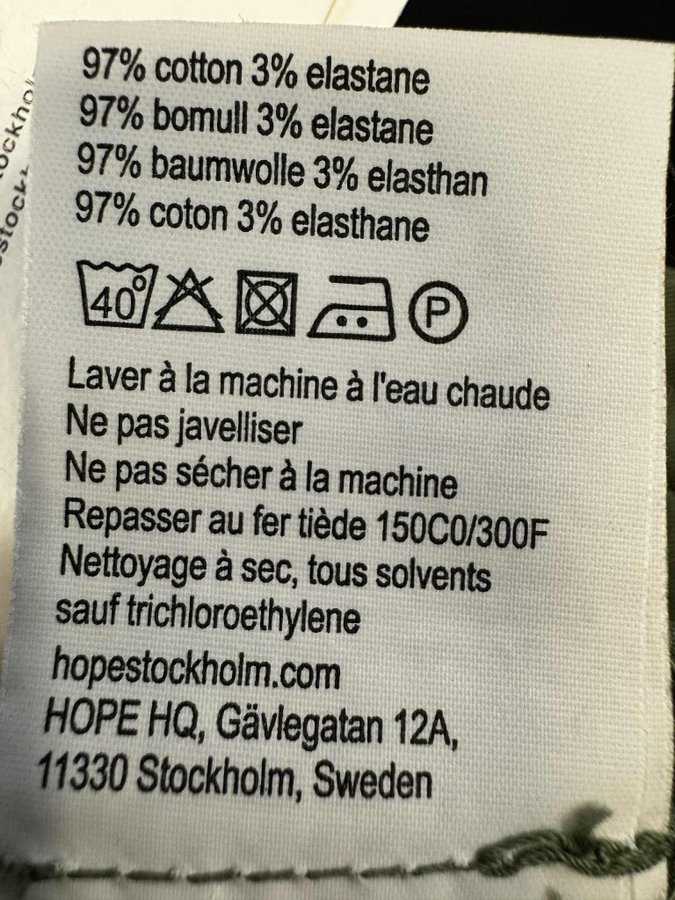 97% cotton 3% elastane
97% bomull 3% elastane
97% baumwolle 3% elasthan
97% coton 3% elasthane
40° P
Laver à la machine à l'eau chaude
Ne pas javelliser
Ne pas sécher à la machine
Repasser au fer tiède 150C0/300F
Nettoyage à sec, tous solvents
sauf trichloroethylene
hopestockholm.com
HOPE HQ, Gävlegatan 12A,
11330 Stockholm, Sweden